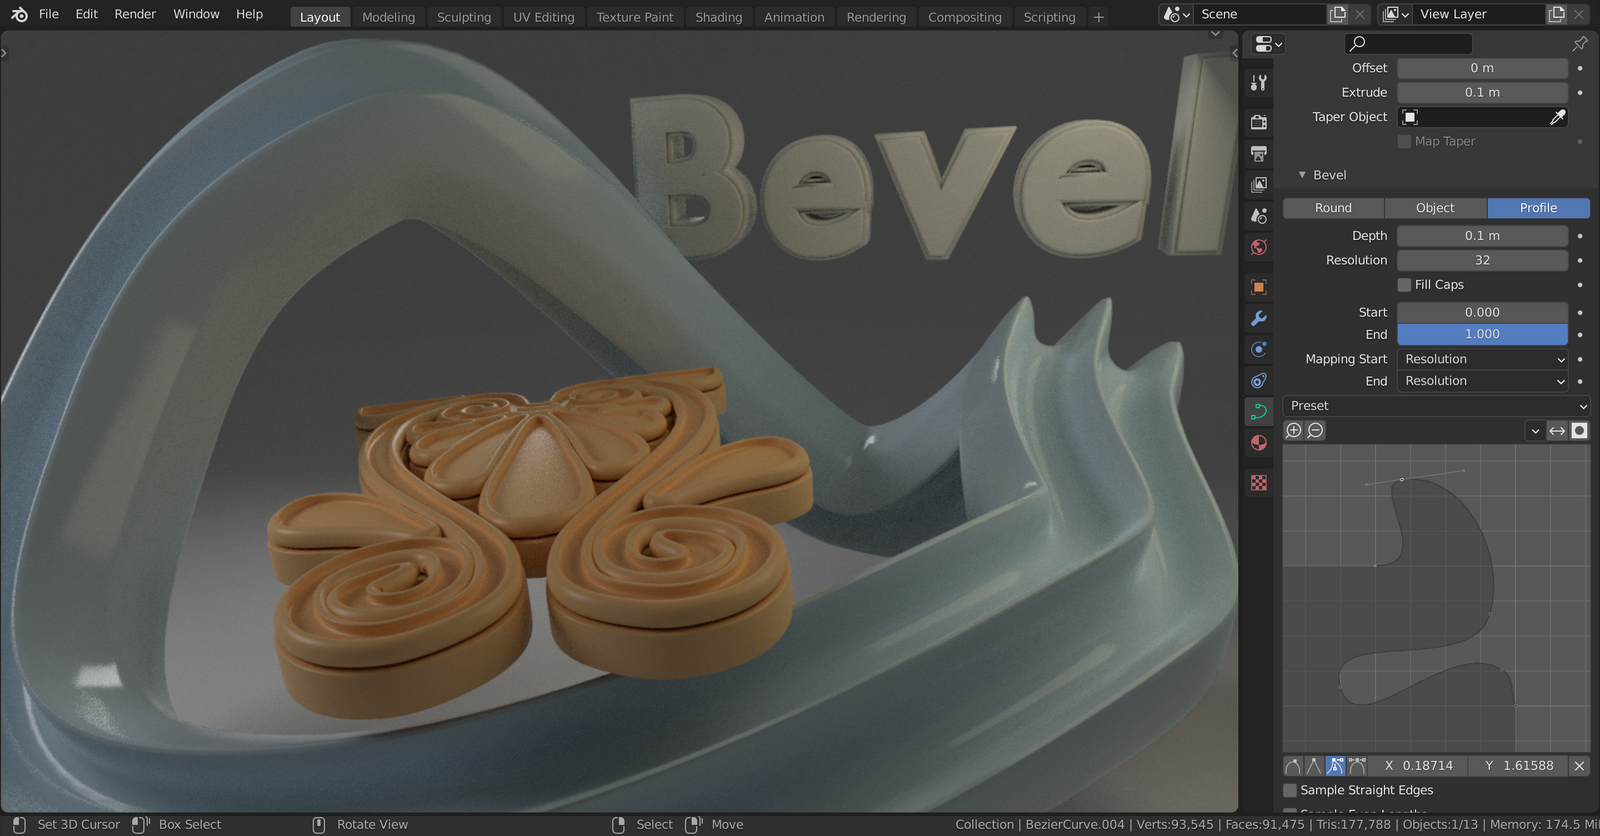 File Edit Render Window Help Layout Modeling Sculpting UV Editing Texture Paint Shading Animation Rendering Compositing Scripting Scene View Layer
Offset 0 m
Extrude 0.1 m
Taper Object
Map Taper
Bevel
Round Object Profile
Depth 0.1 m
Resolution 32
Fill Caps
Start 0.000
End 1.000
Mapping Start Resolution
End Resolution
Preset
X 0.18714 Y 1.61588
Sample Straight Edges
Bevel
Set 3D Cursor Box Select Rotate View Select Move Collection | BezierCurve.004 | Verts:93,545 | Faces:91,475 | Tris:177,788 | Objects:1/13 | Memory: 174.5 Mi